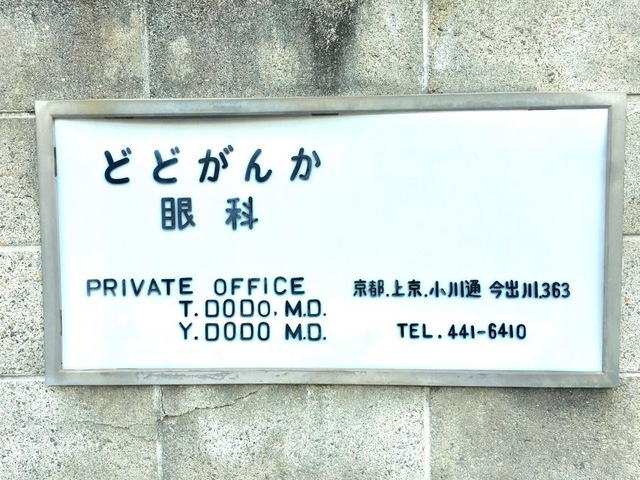 どどがんか
眼科
PRIVATE OFFICE
T. DODO, M.D.
Y. DODO M.D.
京都.上京.小川通 今出川.363
TEL. 441-6410